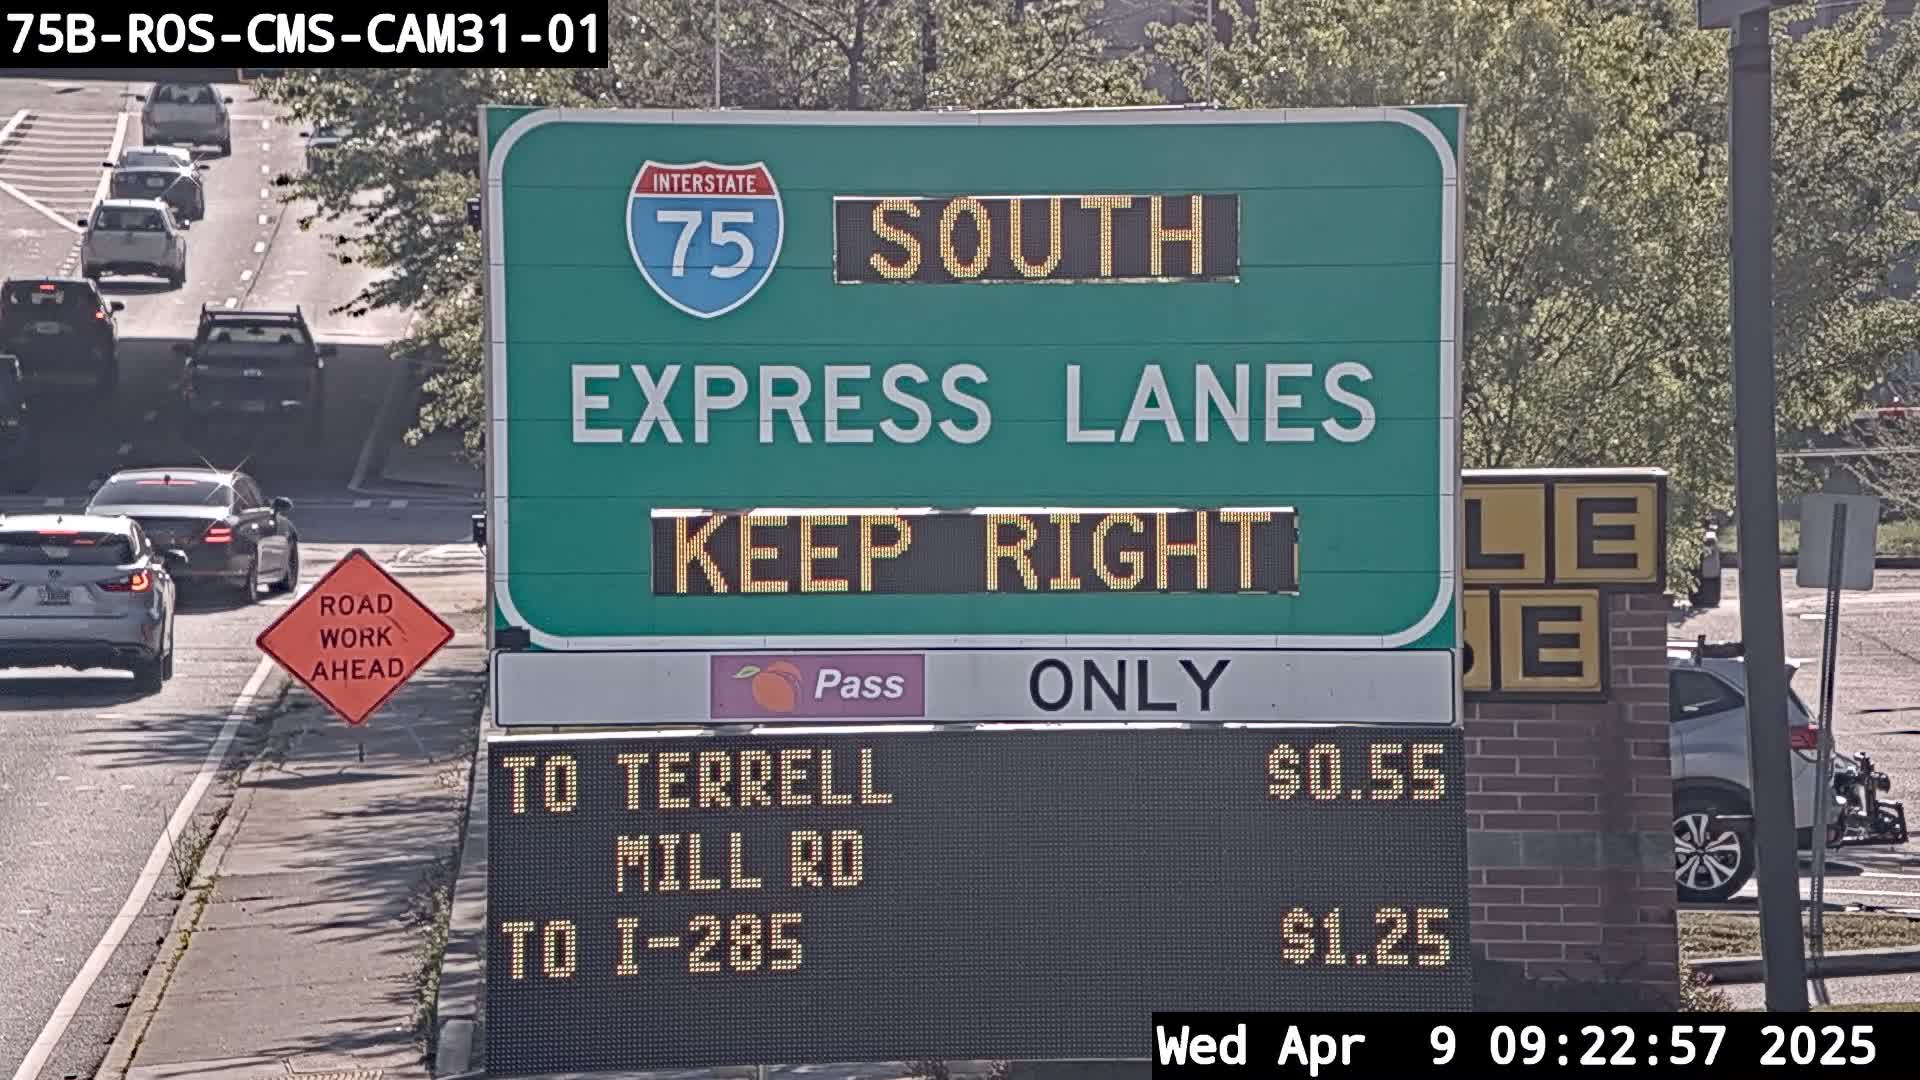 75B-ROS-CMS-CAM31-01
INTERSTATE
75
SOUTH
EXPRESS LANES
KEEP RIGHT
Pass ONLY
TO TERRELL $0.55
MILL RD
TO I-285 $1.25
ROAD
WORK
AHEAD
LE
E
Wed Apr 9 09:22:57 2025